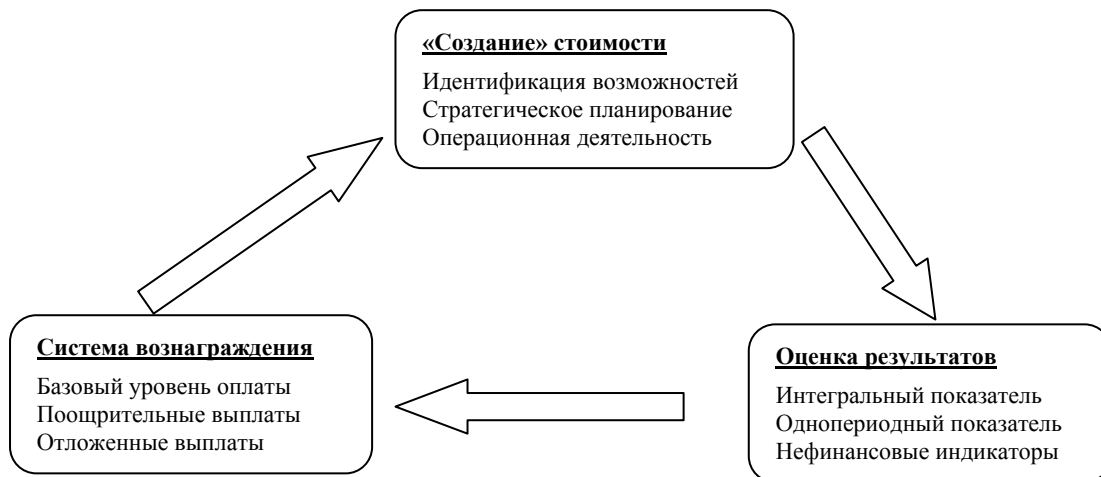 «Создание» стоимости
Идентификация возможностей
Стратегическое планирование
Операционная деятельность
Система вознаграждения
Базовый уровень оплаты
Поощрительные выплаты
Отложенные выплаты
Оценка результатов
Интегральный показатель
Однопериодный показатель
Нефинансовые индикаторы